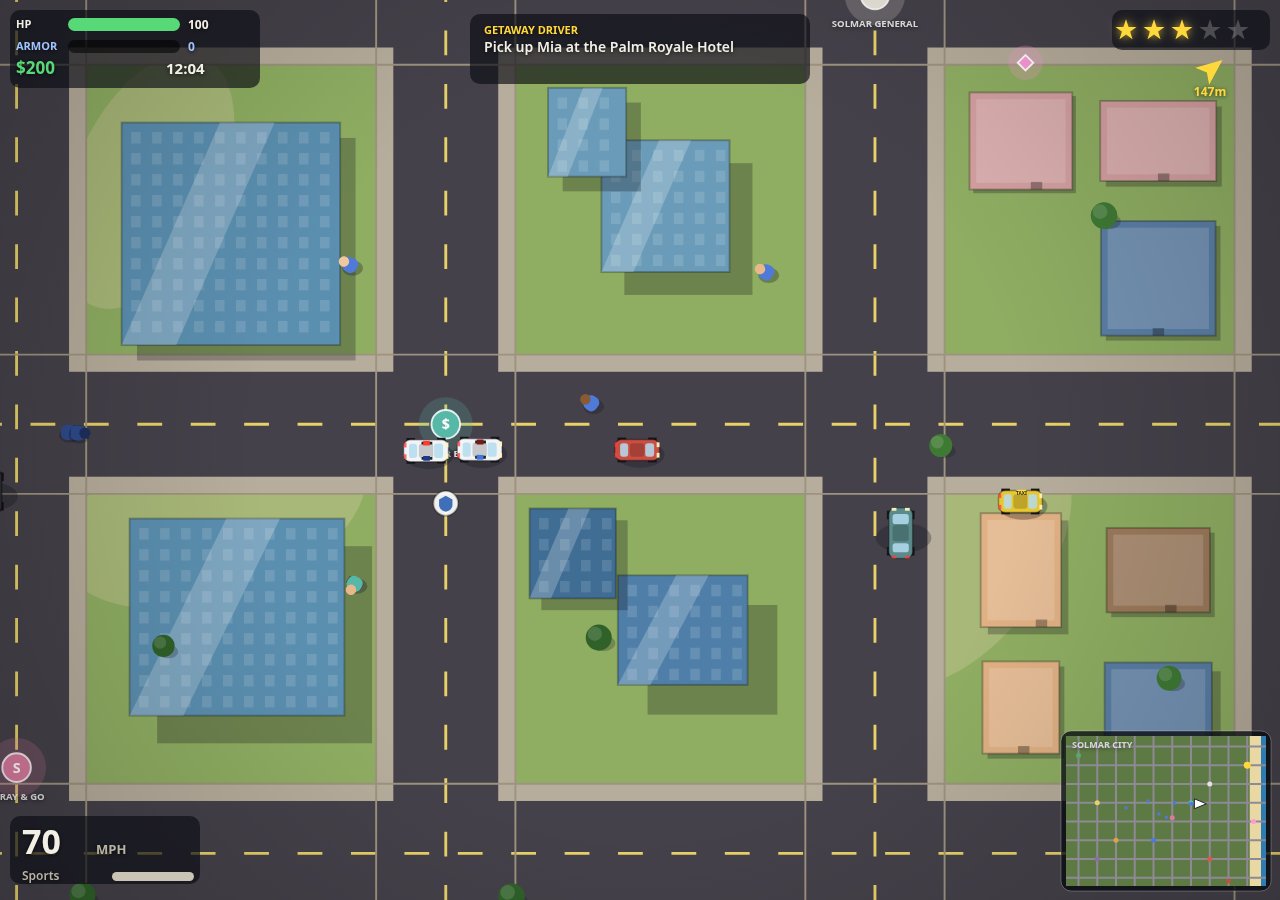 HP 100
ARMOR 0
$200 12:04
GETAWAY DRIVER
Pick up Mia at the Palm Royale Hotel
SOLMAR GENERAL
147m
$
TAXI
S
RAY & GO
SOLMAR CITY
70 MPH
Sports